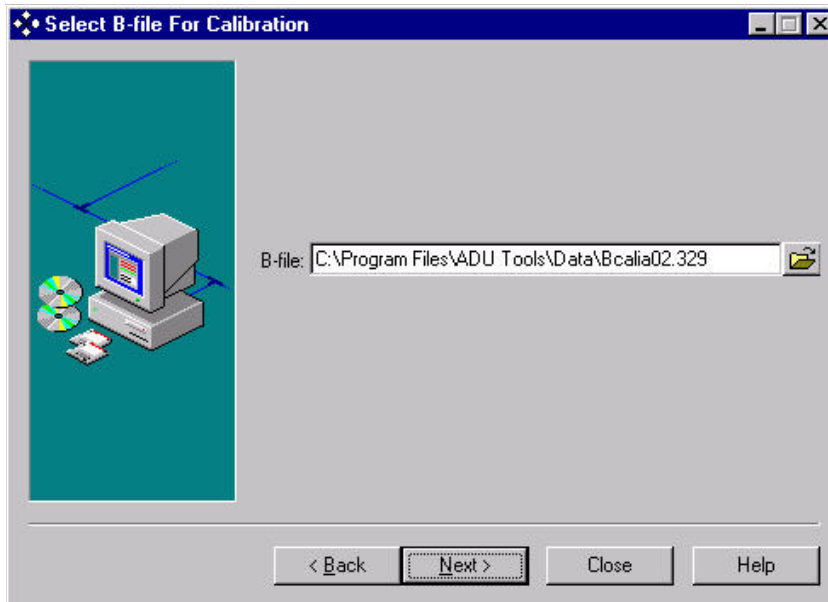 Select B-file For Calibration
B-file: C:\Program Files\ADU Tools\Data\Bcalia02.329
< Back Next > Close Help